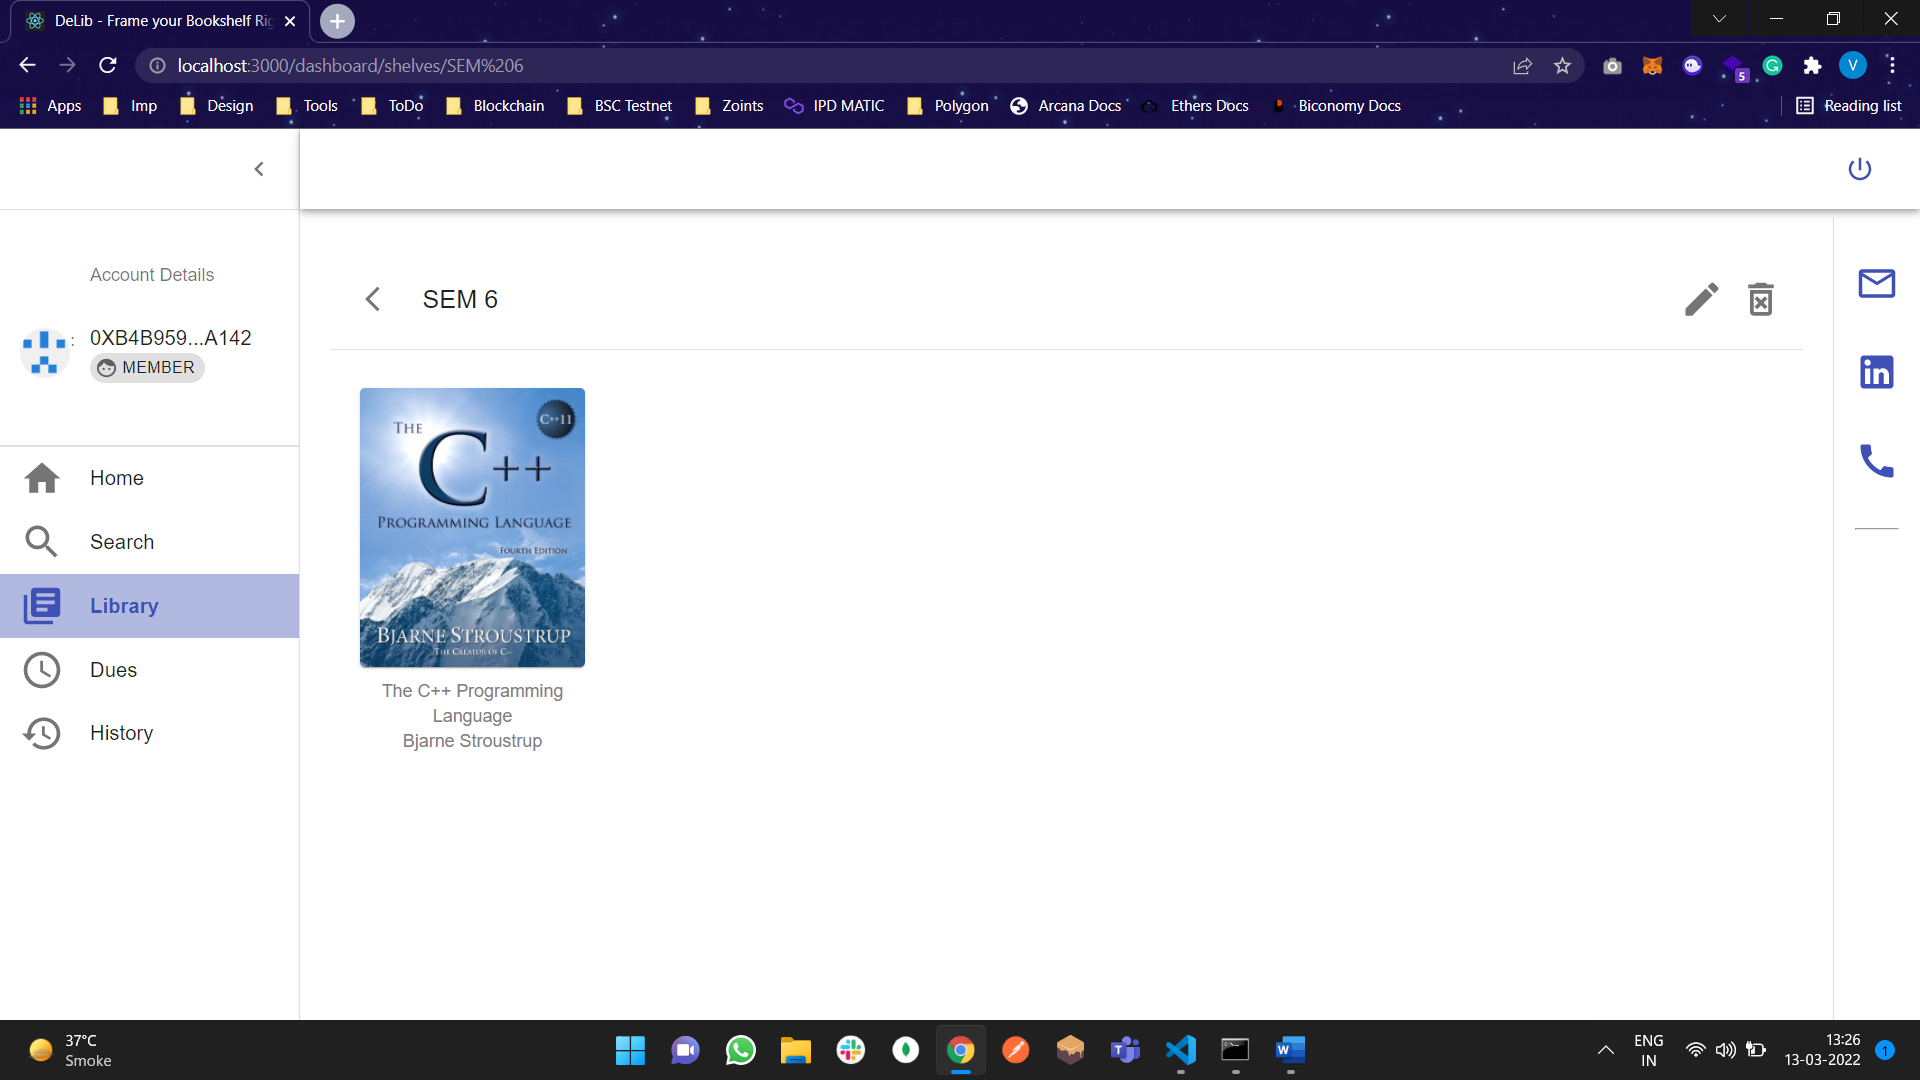 DeLib - Frame your Bookshelf Rig
localhost:3000/dashboard/shelves/SEM%206
5
V
Apps
Imp
Design
Tools
ToDo
Blockchain
BSC Testnet
Zoints
IPD MATIC
Polygon
Arcana Docs
Ethers Docs
Biconomy Docs
Reading list
Account Details
:
0XB4B959...A142
MEMBER
Home
Search
Library
Dues
History
SEM 6
C++11
THE
C++
PROGRAMMING LANGUAGE
FOURTH EDITION
BJARNE STROUSTRUP
THE CREATOR OF C++
The C++ Programming
Language
Bjarne Stroustrup
37°C
Smoke
ENG
IN
13:26
13-03-2022
1